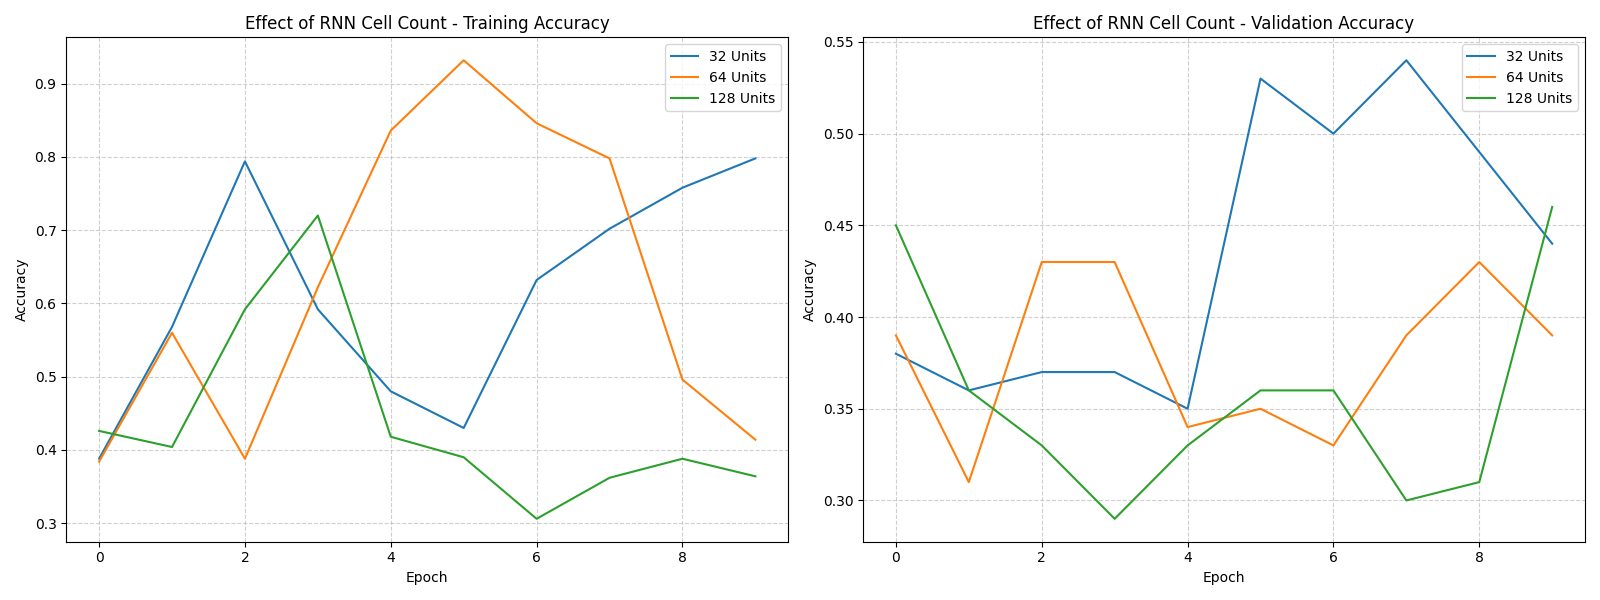 Effect of RNN Cell Count - Training Accuracy
Accuracy
0.9
0.8
0.7
0.6
0.5
0.4
0.3
0 2 4 6 8
Epoch
32 Units
64 Units
128 Units
Effect of RNN Cell Count - Validation Accuracy
Accuracy
0.55
0.50
0.45
0.40
0.35
0.30
0 2 4 6 8
Epoch
32 Units
64 Units
128 Units